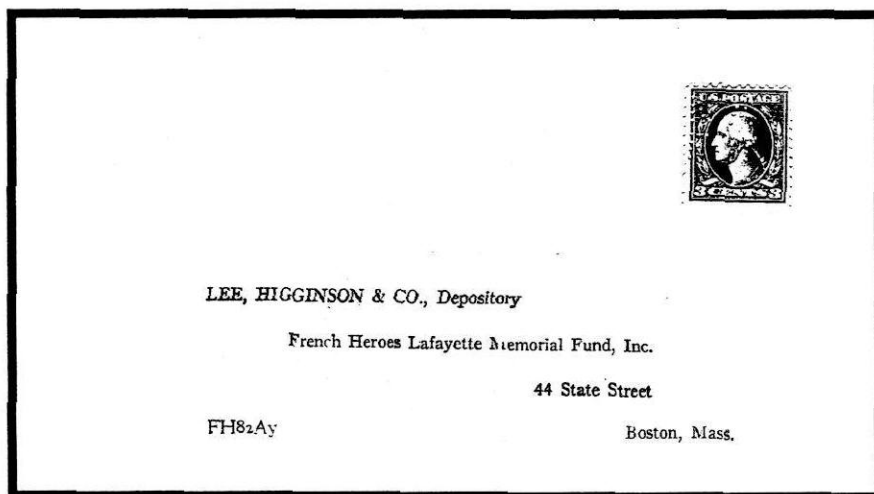 U.S. POSTAGE
3 CENTS 3
LEE, HIGGINSON & CO., Depository
French Heroes Lafayette Memorial Fund, Inc.
44 State Street
FH82Ay
Boston, Mass.